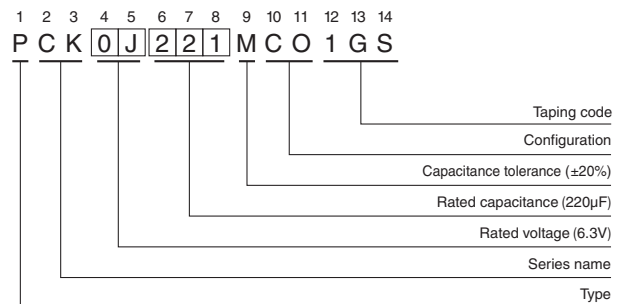 1 2 3 4 5 6 7 8 9 10 11 12 13 14
P C K 0 J 2 2 1 M C O 1 G S
Taping code
Configuration
Capacitance tolerance (±20%)
Rated capacitance (220µF)
Rated voltage (6.3V)
Series name
Type